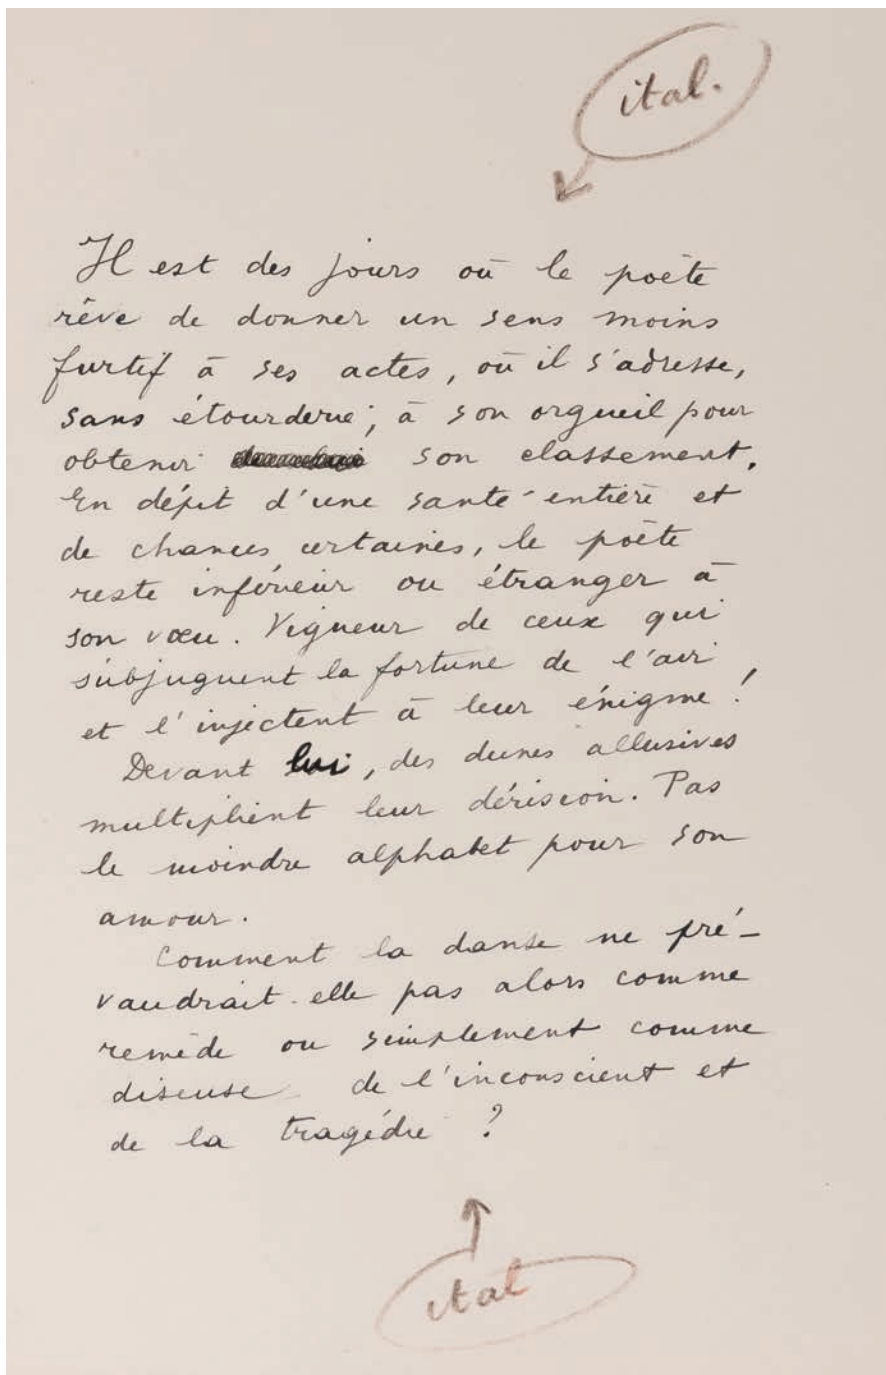 ital.
Il est des jours où le poète
rêve de donner un sens moins
furtif à ses actes, où il s'adresse,
sans étourderie, à son orgueil pour
obtenir son classement.
En dépit d'une santé entière et
de chances certaines, le poète
reste inférieur ou étranger à
son vœu. Vigueur de ceux qui
subjuguent la fortune de l'air
et l'injectent à leur énigme !
Devant lui, des dunes allusives
multiplient leur dérision. Pas
le moindre alphabet pour son
amour.
Comment la danse ne pré-
vaudrait-elle pas alors comme
remède ou simplement comme
diseuse de l'inconscient et
de la tragédie ?
ital